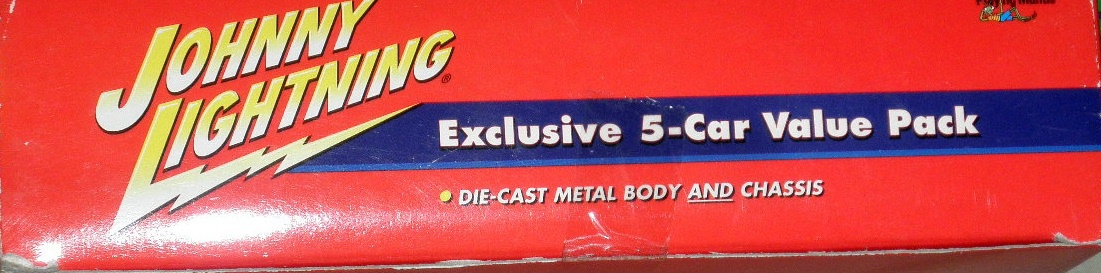 JOHNNY
LIGHTNING®
Exclusive 5-Car Value Pack
• DIE-CAST METAL BODY AND CHASSIS